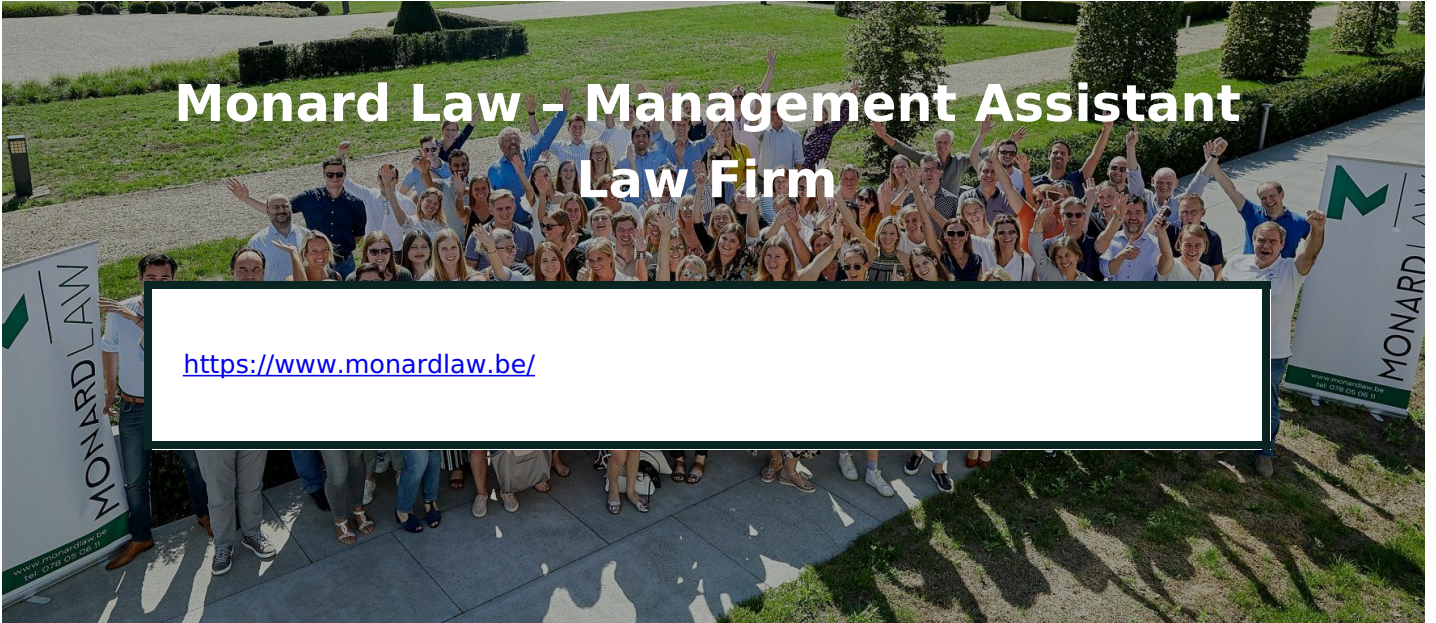 Monard Law – Management Assistant
Law Firm
https://www.monardlaw.be/
MONARD LAW
www.monardlaw.be
tel: 078 05 06 11
MONARD LAW
www.monardlaw.be
tel: 078 05 06 11